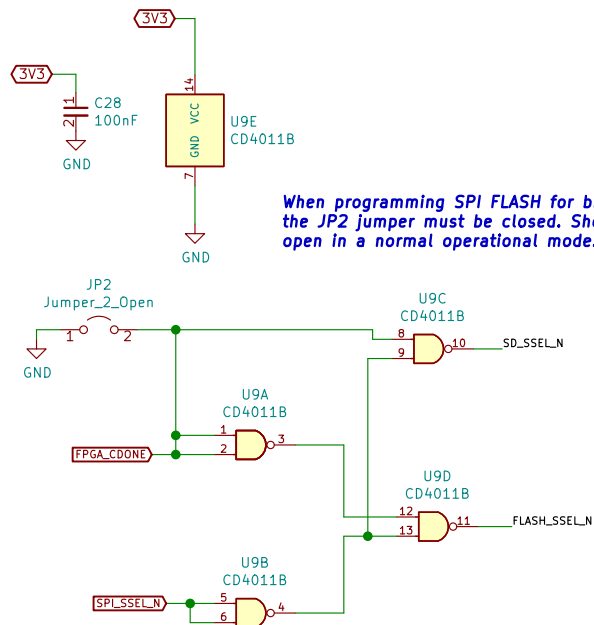 3V3
3V3
14
1
C28
2
100nF
VCC
GND
U9E
CD4011B
GND
7
GND
When programming SPI FLASH for
the JP2 jumper must be closed.
open in a normal operational mode
JP2
Jumper_2_Open
1
2
GND
U9C
CD4011B
8
9
10
SD_SSEL_N
U9A
CD4011B
1
2
3
FPGA_CDONE
U9D
CD4011B
12
13
11
FLASH_SSEL_N
U9B
CD4011B
SPI_SSEL_N
5
6
4